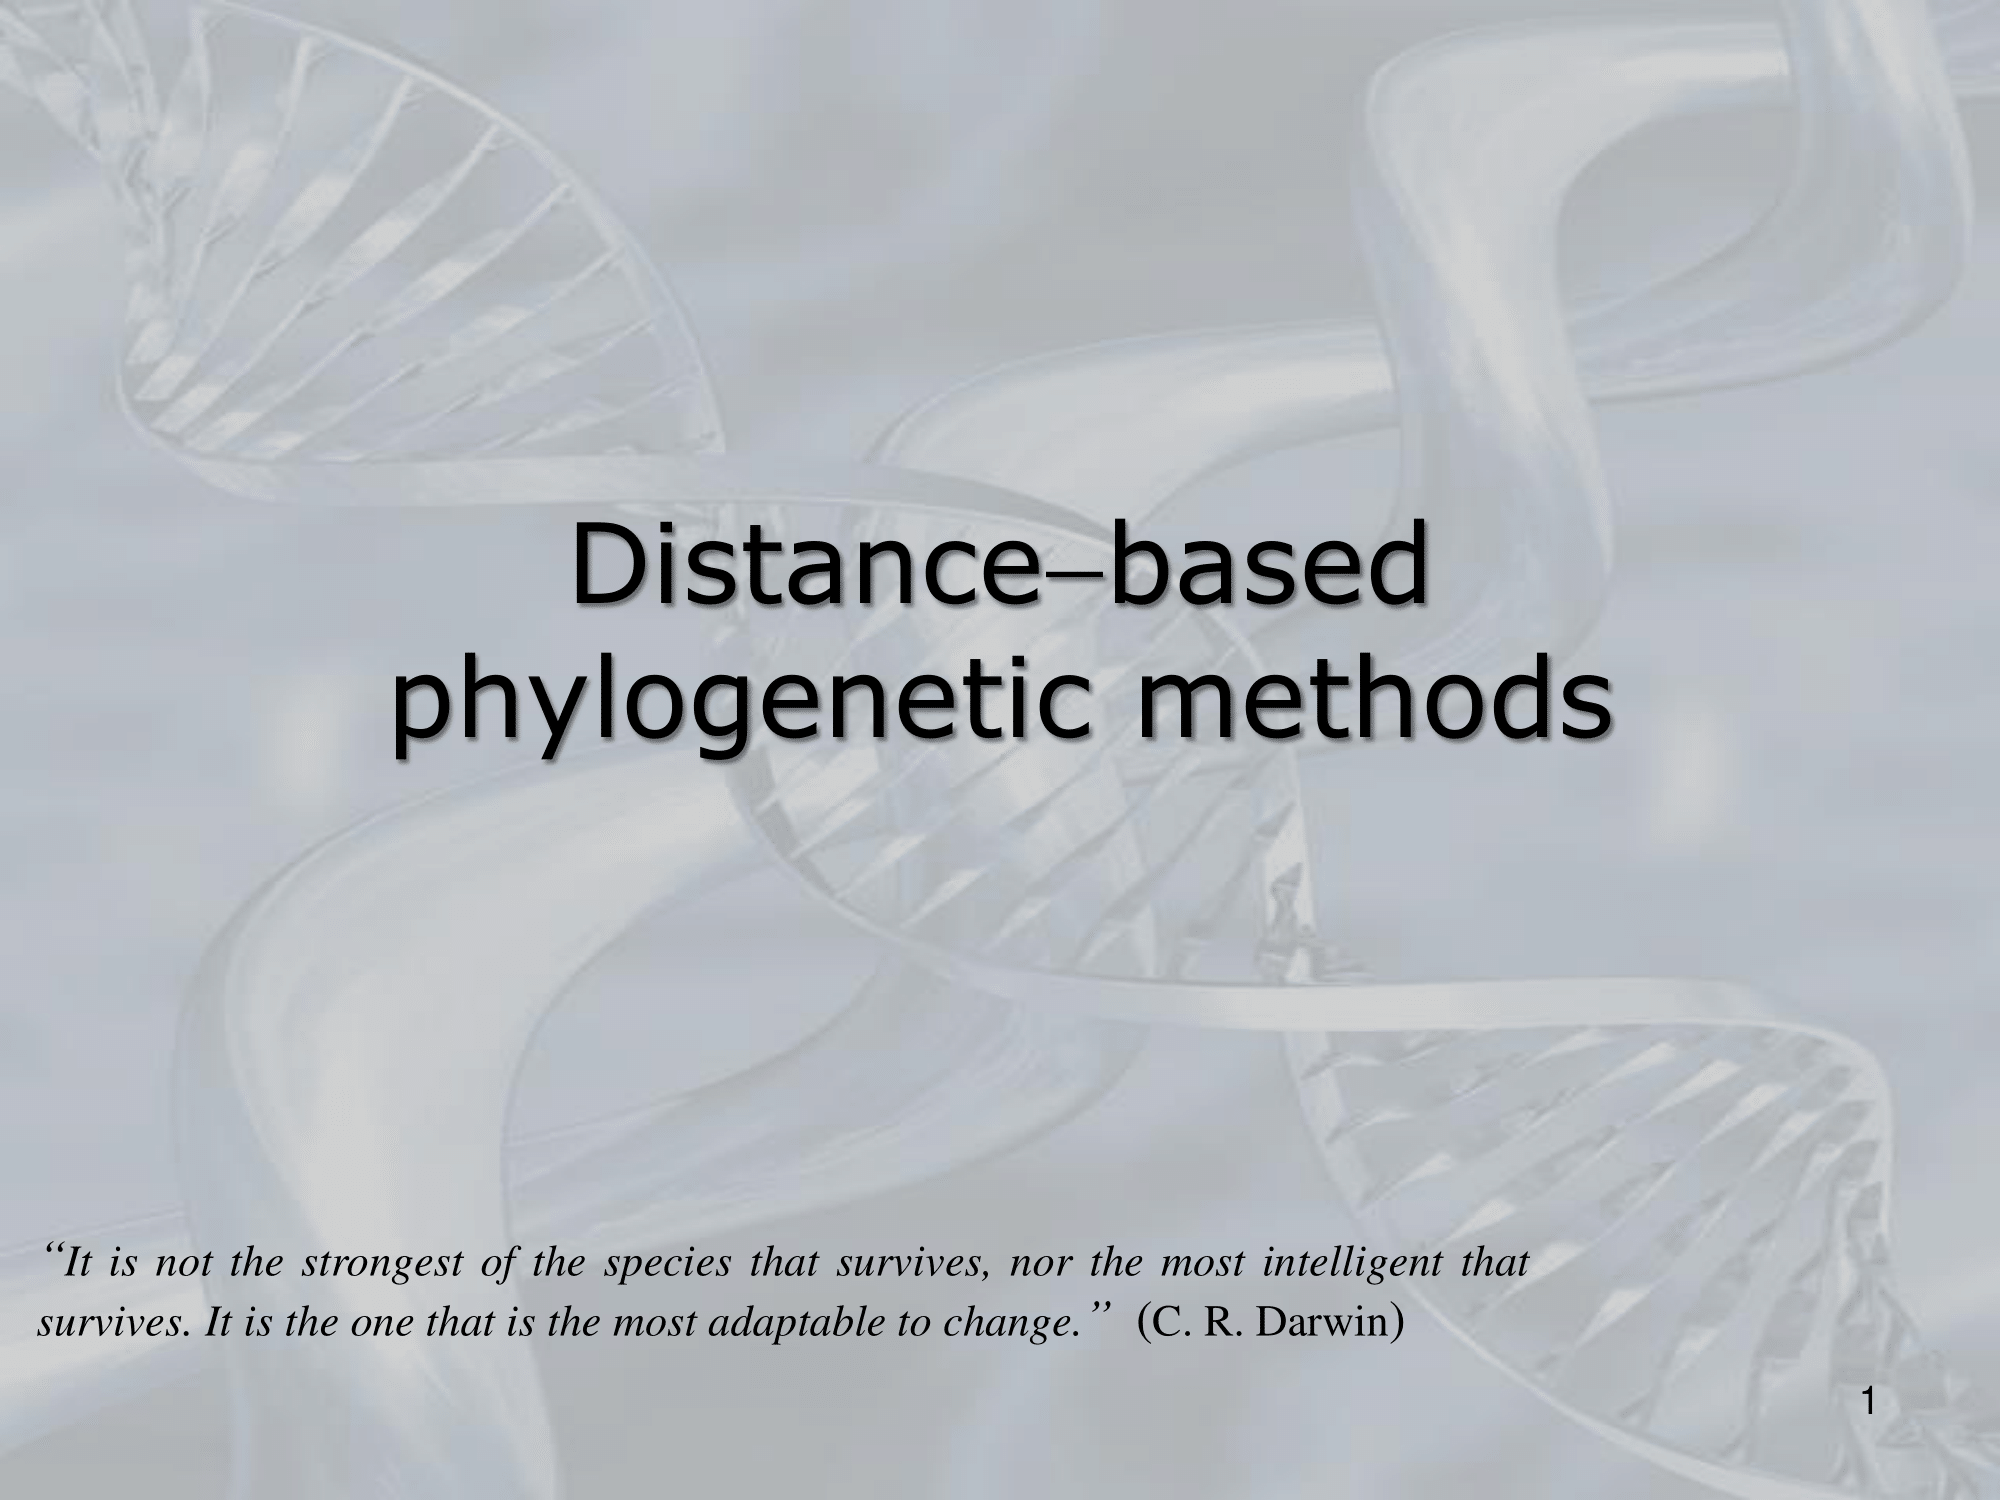 Distance–based
phylogenetic methods
“It is not the strongest of the species that survives, nor the most intelligent that
survives. It is the one that is the most adaptable to change.” (C. R. Darwin)
1